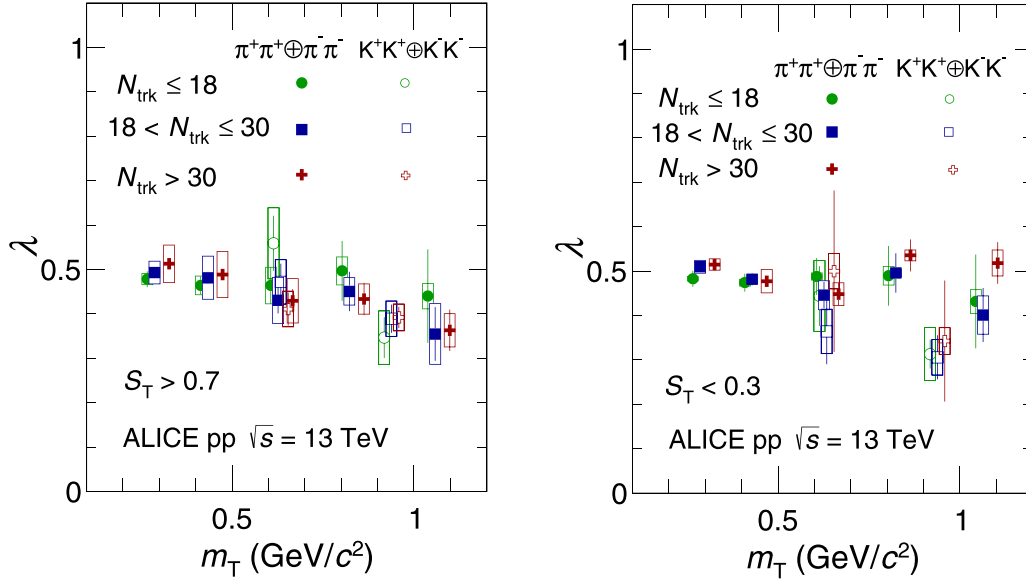 1
π⁺π⁺⊕π⁻π⁻ K⁺K⁺⊕K⁻K⁻
N_trk ≤ 18
18 < N_trk ≤ 30
N_trk > 30
λ
0.5
S_T > 0.7
ALICE pp √s = 13 TeV
0
0.5 1
m_T (GeV/c²)
1
π⁺π⁺⊕π⁻π⁻ K⁺K⁺⊕K⁻K⁻
N_trk ≤ 18
18 < N_trk ≤ 30
N_trk > 30
λ
0.5
S_T < 0.3
ALICE pp √s = 13 TeV
0
0.5 1
m_T (GeV/c²)